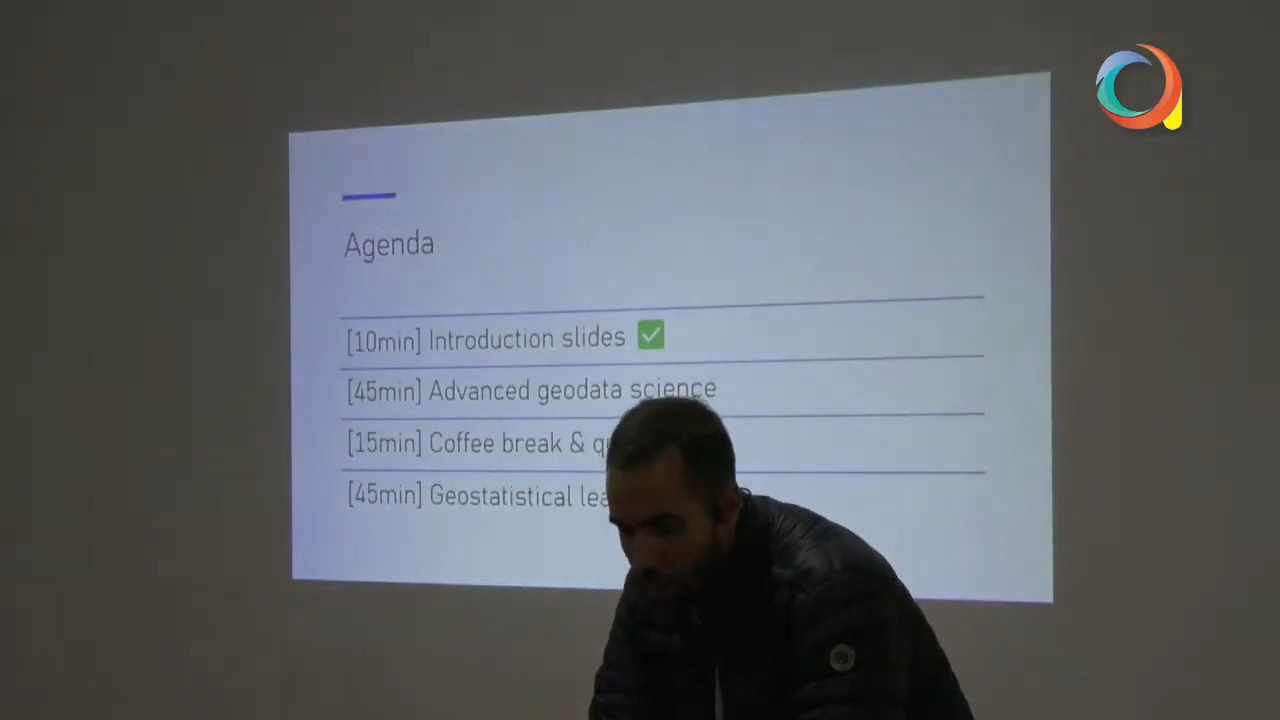 Agenda
[10min] Introduction slides ✅
[45min] Advanced geodata science
[15min] Coffee break &
[45min] Geostatistical